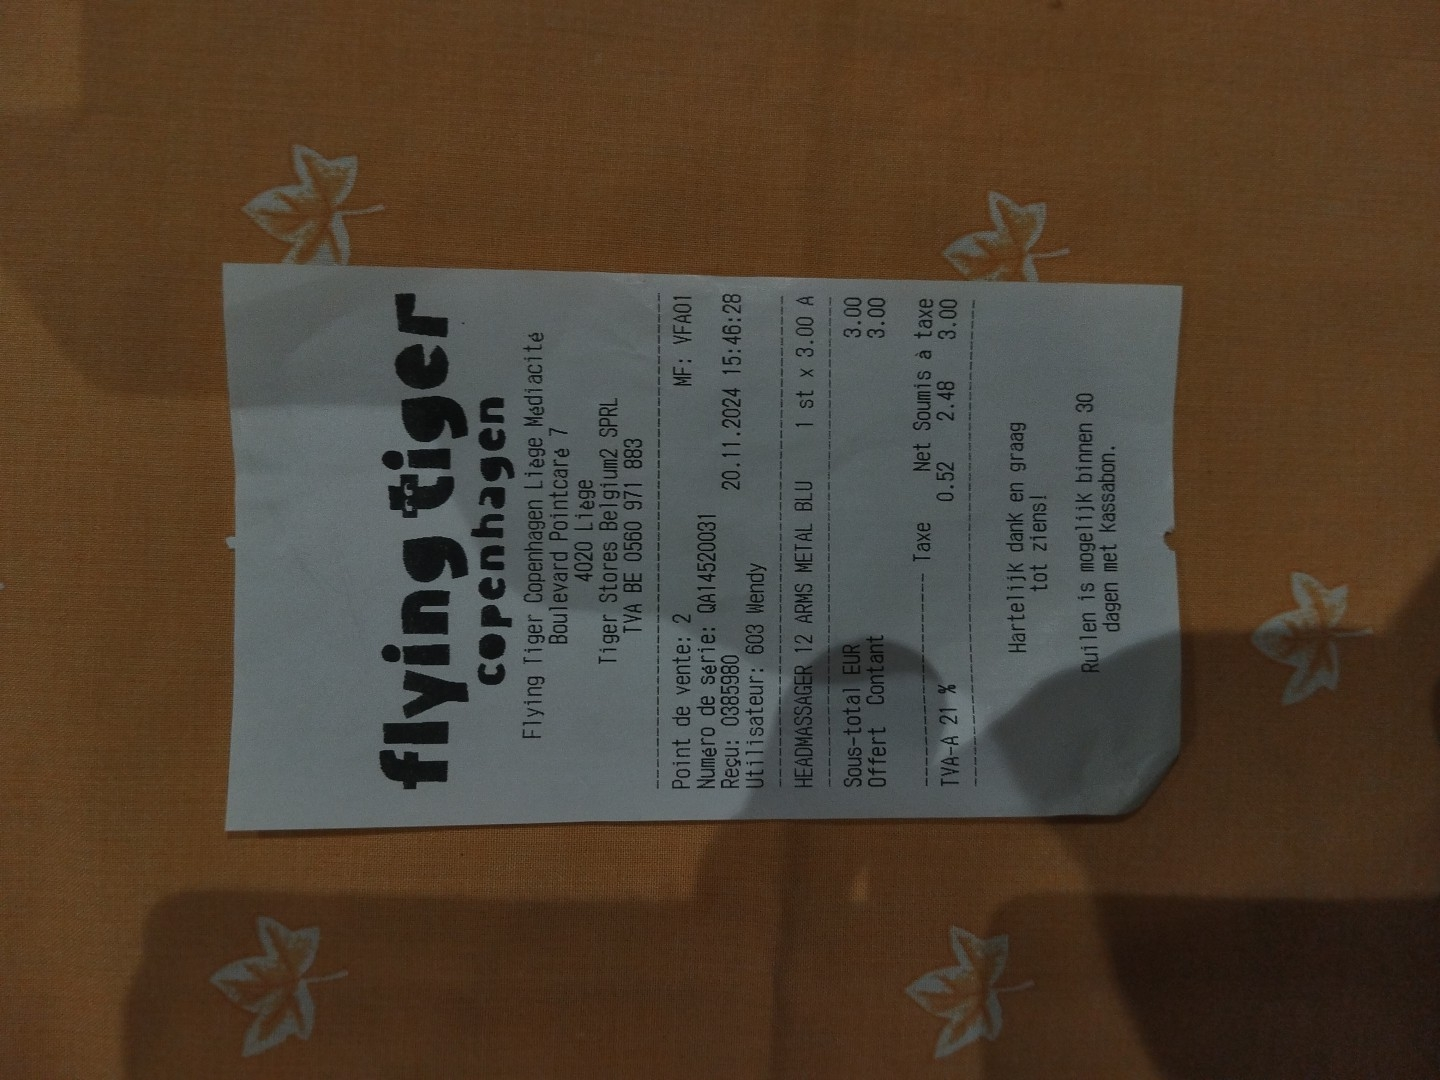 flying tiger
copenhagen
Flying Tiger Copenhagen Liège Médiacité
Boulevard Pointcaré 7
4020 Liège
Tiger Stores Belgium2 SPRL
TVA BE 0560 971 883
Point de vente: 2 MF: VFA01
Numéro de série: QA14520031
Reçu: 0385980 20.11.2024 15:46:28
Utilisateur: 603 Wendy
HEADMASSAGER 12 ARMS METAL BLU 1 st x 3.00 A
Sous-total EUR 3.00
Offert Contant 3.00
Taxe Net Soumis à taxe
TVA-A 21 % 0.52 2.48 3.00
Hartelijk dank en graag
tot ziens!
Ruilen is mogelijk binnen 30
dagen met kassabon.